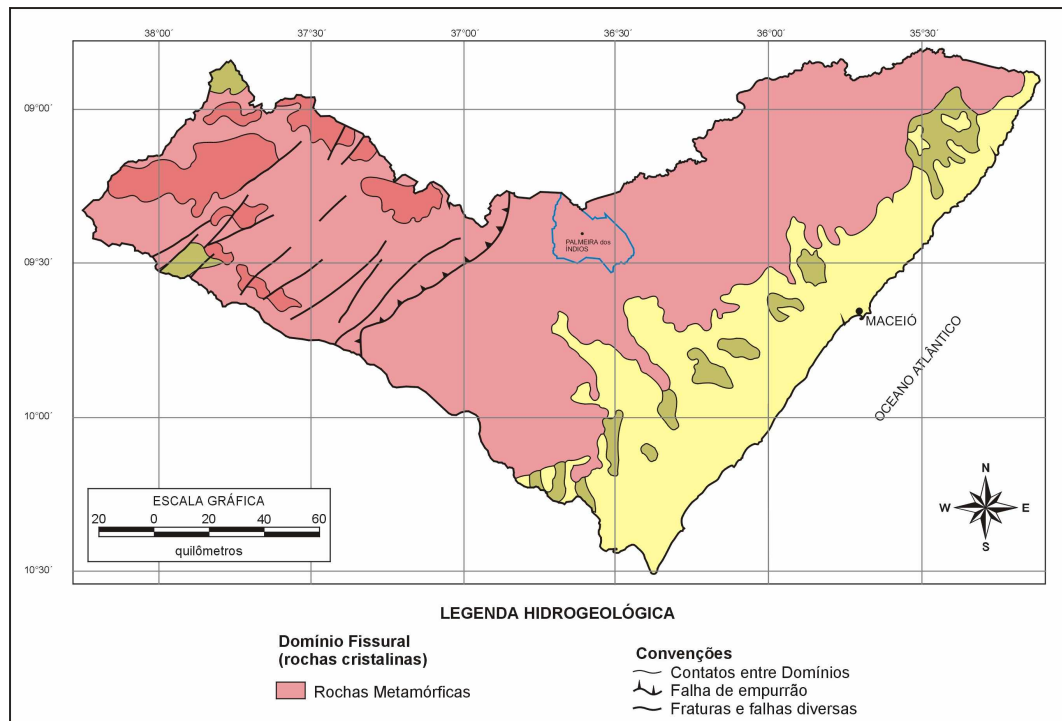 38°00' 37°30' 37°00' 36°30' 36°00' 35°30'
09°00'
09°30'
10°00'
10°30'
PALMEIRA dos
ÍNDIOS
MACEIÓ
OCEANO ATLÂNTICO
ESCALA GRÁFICA
20 0 20 40 60
quilômetros
N
W E
S
LEGENDA HIDROGEOLÓGICA
Domínio Fissural
(rochas cristalinas)
Rochas Metamórficas
Convenções
Contatos entre Domínios
Falha de empurrão
Fraturas e falhas diversas